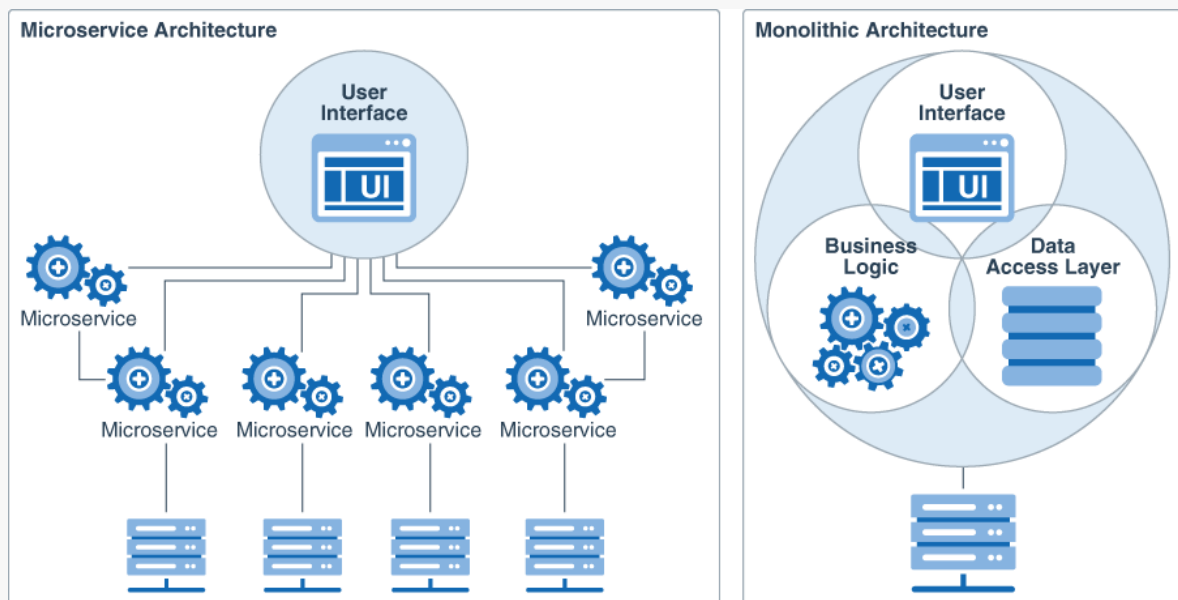 Microservice Architecture
User
Interface
UI
Microservice
Microservice
Microservice
Microservice
Microservice
Microservice
Monolithic Architecture
User
Interface
UI
Business
Logic
Data
Access Layer